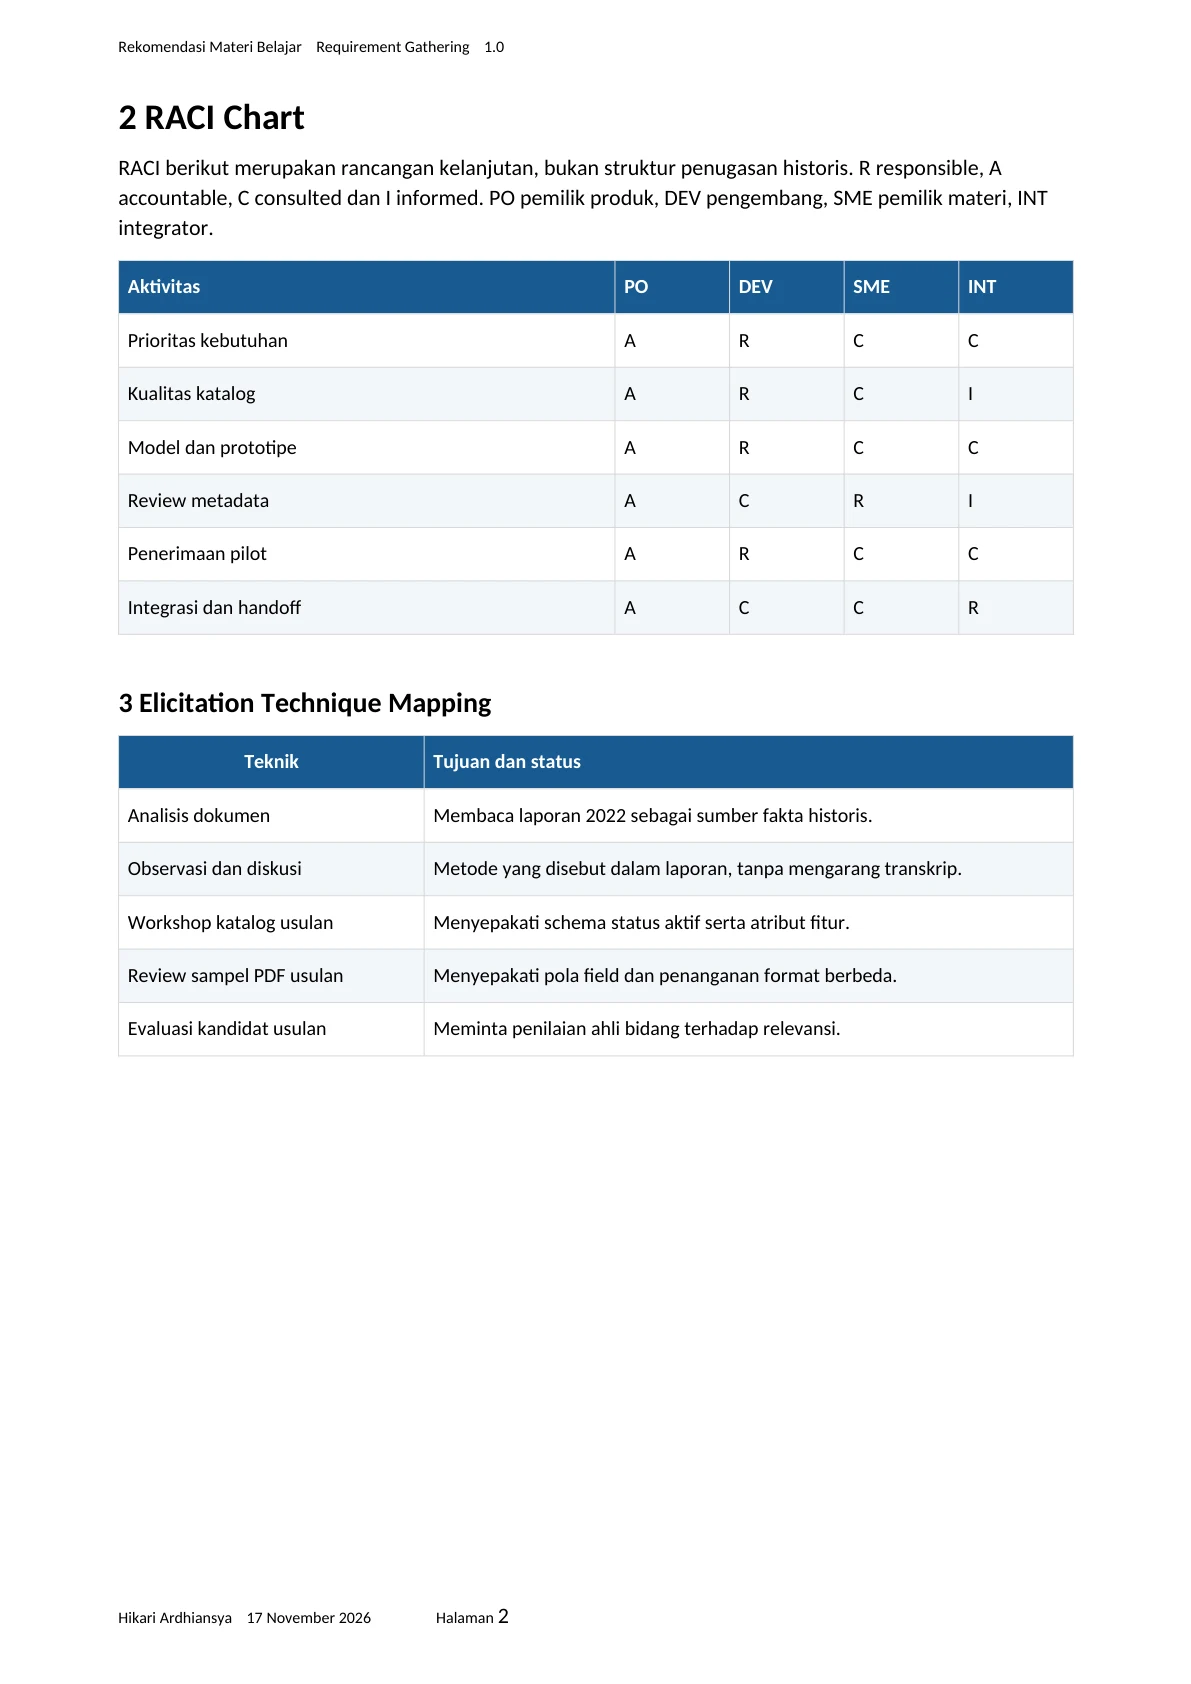 Rekomendasi Materi Belajar Requirement Gathering 1.0
2 RACI Chart
RACI berikut merupakan rancangan kelanjutan, bukan struktur penugasan historis. R responsible, A
accountable, C consulted dan I informed. PO pemilik produk, DEV pengembang, SME pemilik materi, INT
integrator.
Aktivitas PO DEV SME INT
Prioritas kebutuhan A R C C
Kualitas katalog A R C I
Model dan prototipe A R C C
Review metadata A C R I
Penerimaan pilot A R C C
Integrasi dan handoff A C C R
3 Elicitation Technique Mapping
Teknik Tujuan dan status
Analisis dokumen Membaca laporan 2022 sebagai sumber fakta historis.
Observasi dan diskusi Metode yang disebut dalam laporan, tanpa mengarang transkrip.
Workshop katalog usulan Menyepakati schema status aktif serta atribut fitur.
Review sampel PDF usulan Menyepakati pola field dan penanganan format berbeda.
Evaluasi kandidat usulan Meminta penilaian ahli bidang terhadap relevansi.
Hikari Ardhiansya 17 November 2026 Halaman 2